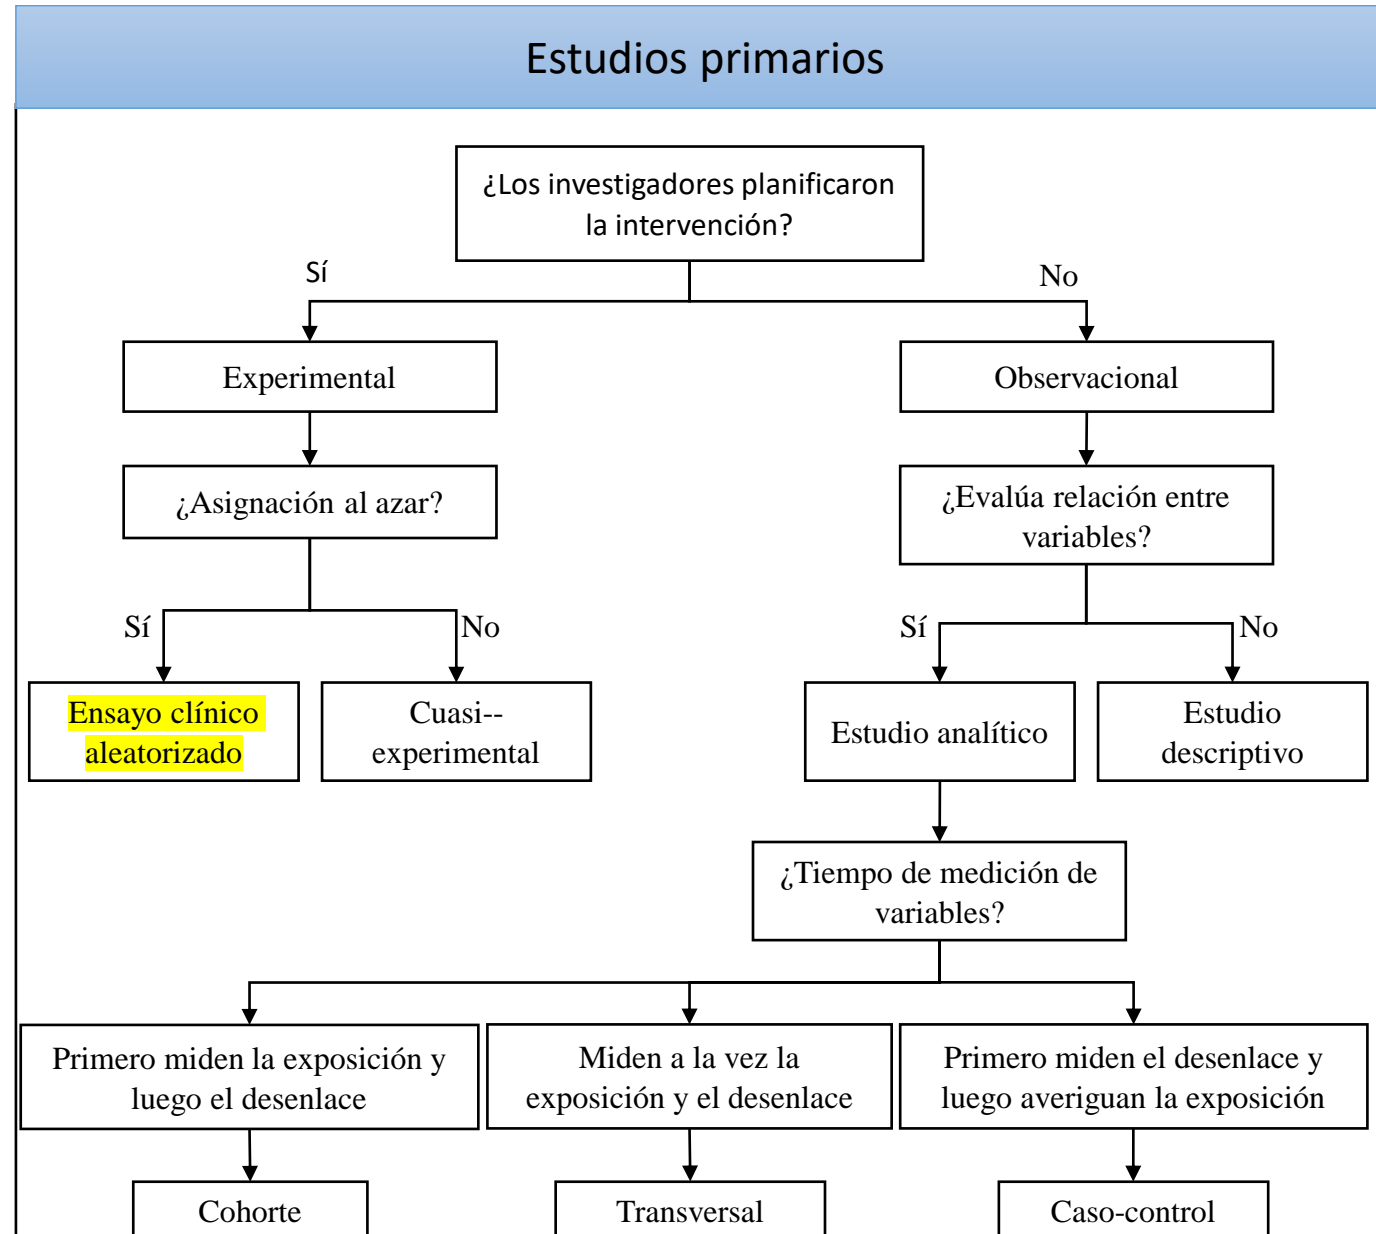 Estudios primarios
¿Los investigadores planificaron
la intervención?
Sí
No
Experimental
Observacional
¿Asignación al azar?
¿Evalúa relación entre
variables?
Sí
No
Sí
No
Ensayo clínico
aleatorizado
Cuasi--
experimental
Estudio analítico
Estudio
descriptivo
¿Tiempo de medición de
variables?
Primero miden la exposición y
luego el desenlace
Miden a la vez la
exposición y el desenlace
Primero miden el desenlace y
luego averiguan la exposición
Cohorte
Transversal
Caso-control